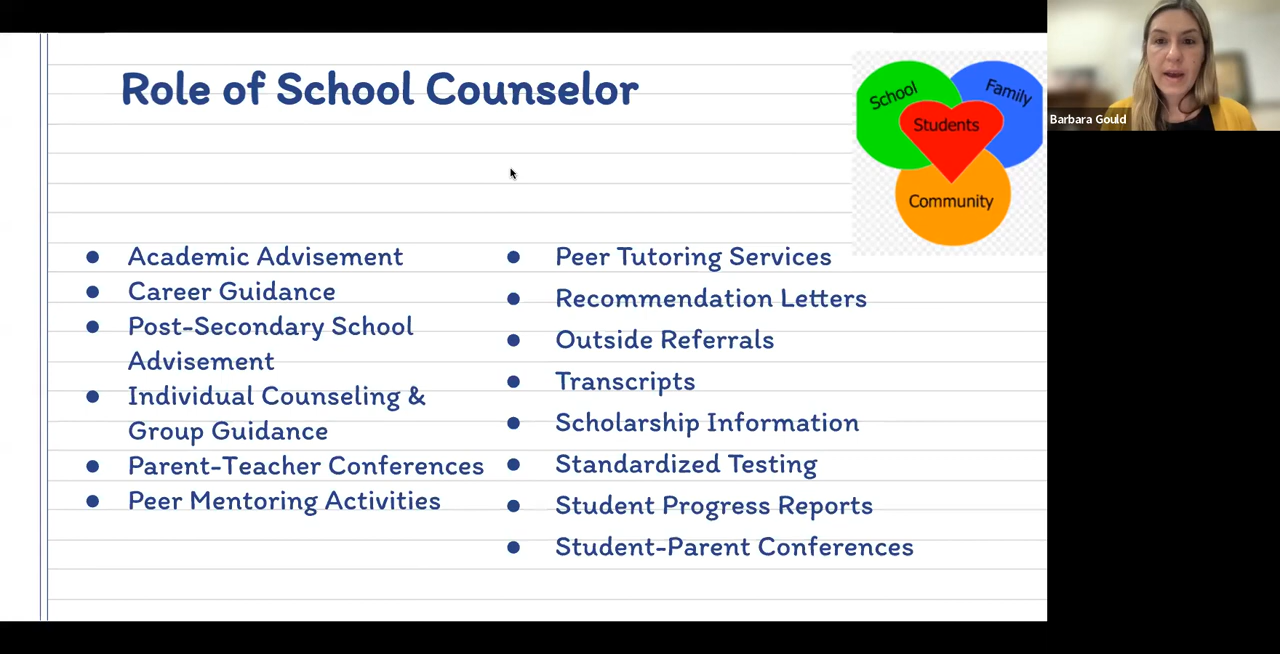 Role of School Counselor
School
Family
Students
Community
Barbara Gould
Academic Advisement
Career Guidance
Post-Secondary School
Advisement
Individual Counseling &
Group Guidance
Parent-Teacher Conferences
Peer Mentoring Activities
Peer Tutoring Services
Recommendation Letters
Outside Referrals
Transcripts
Scholarship Information
Standardized Testing
Student Progress Reports
Student-Parent Conferences